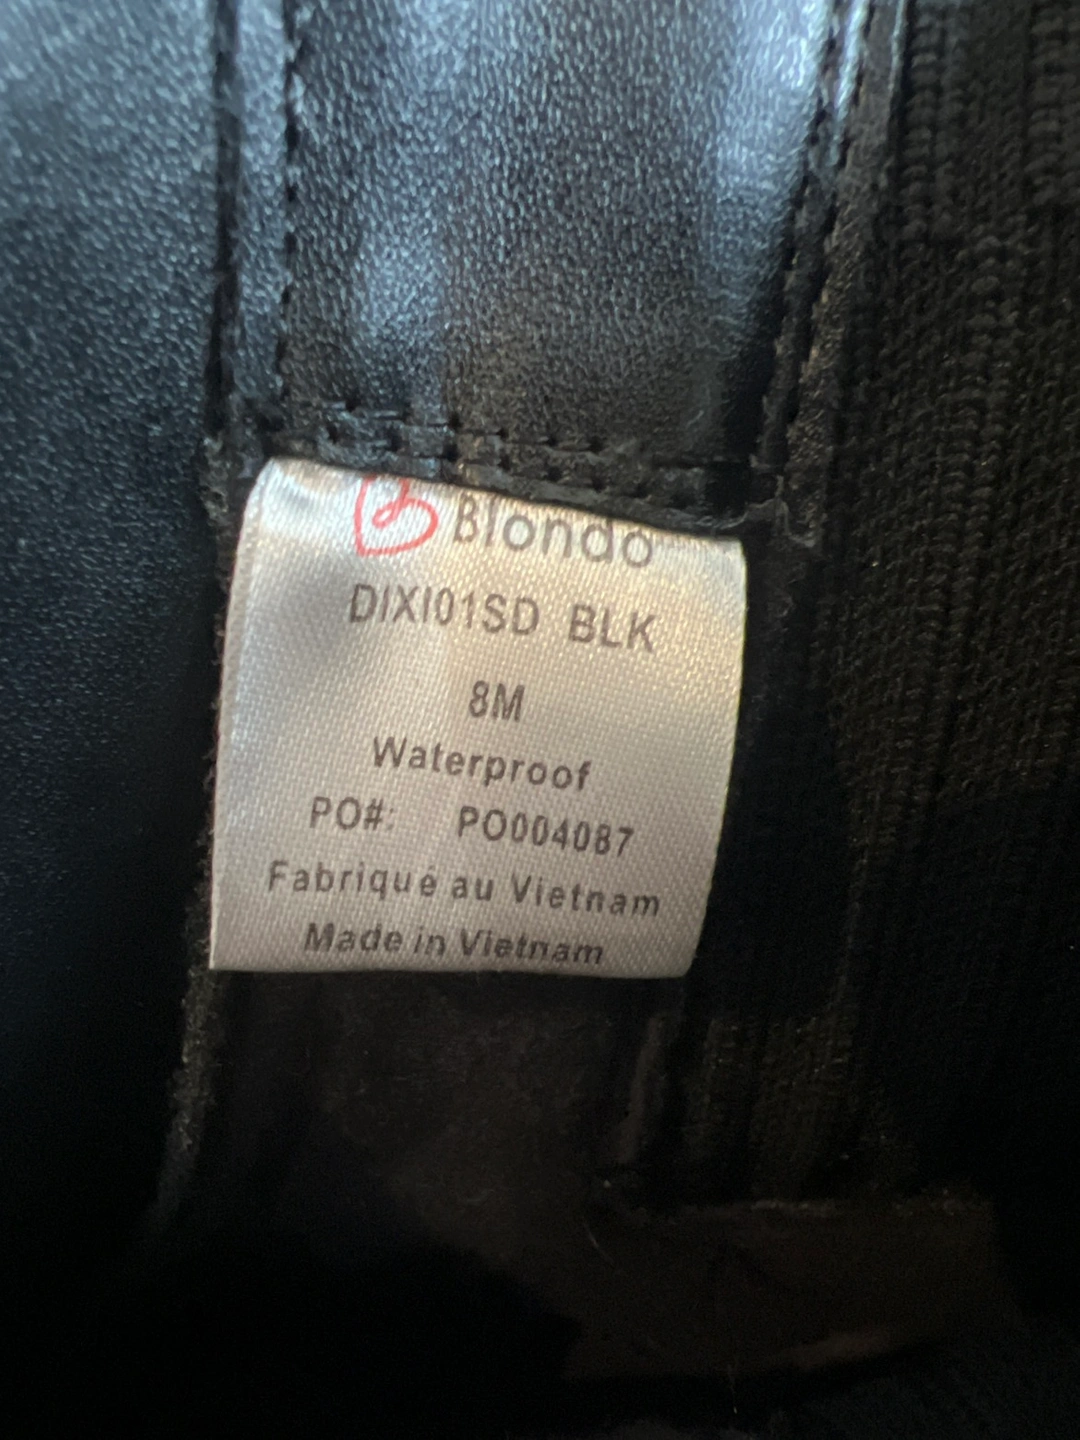 B Blondo
DIXI01SD BLK
8M
Waterproof
PO#: PO004087
Fabriqué au Vietnam
Made in Vietnam